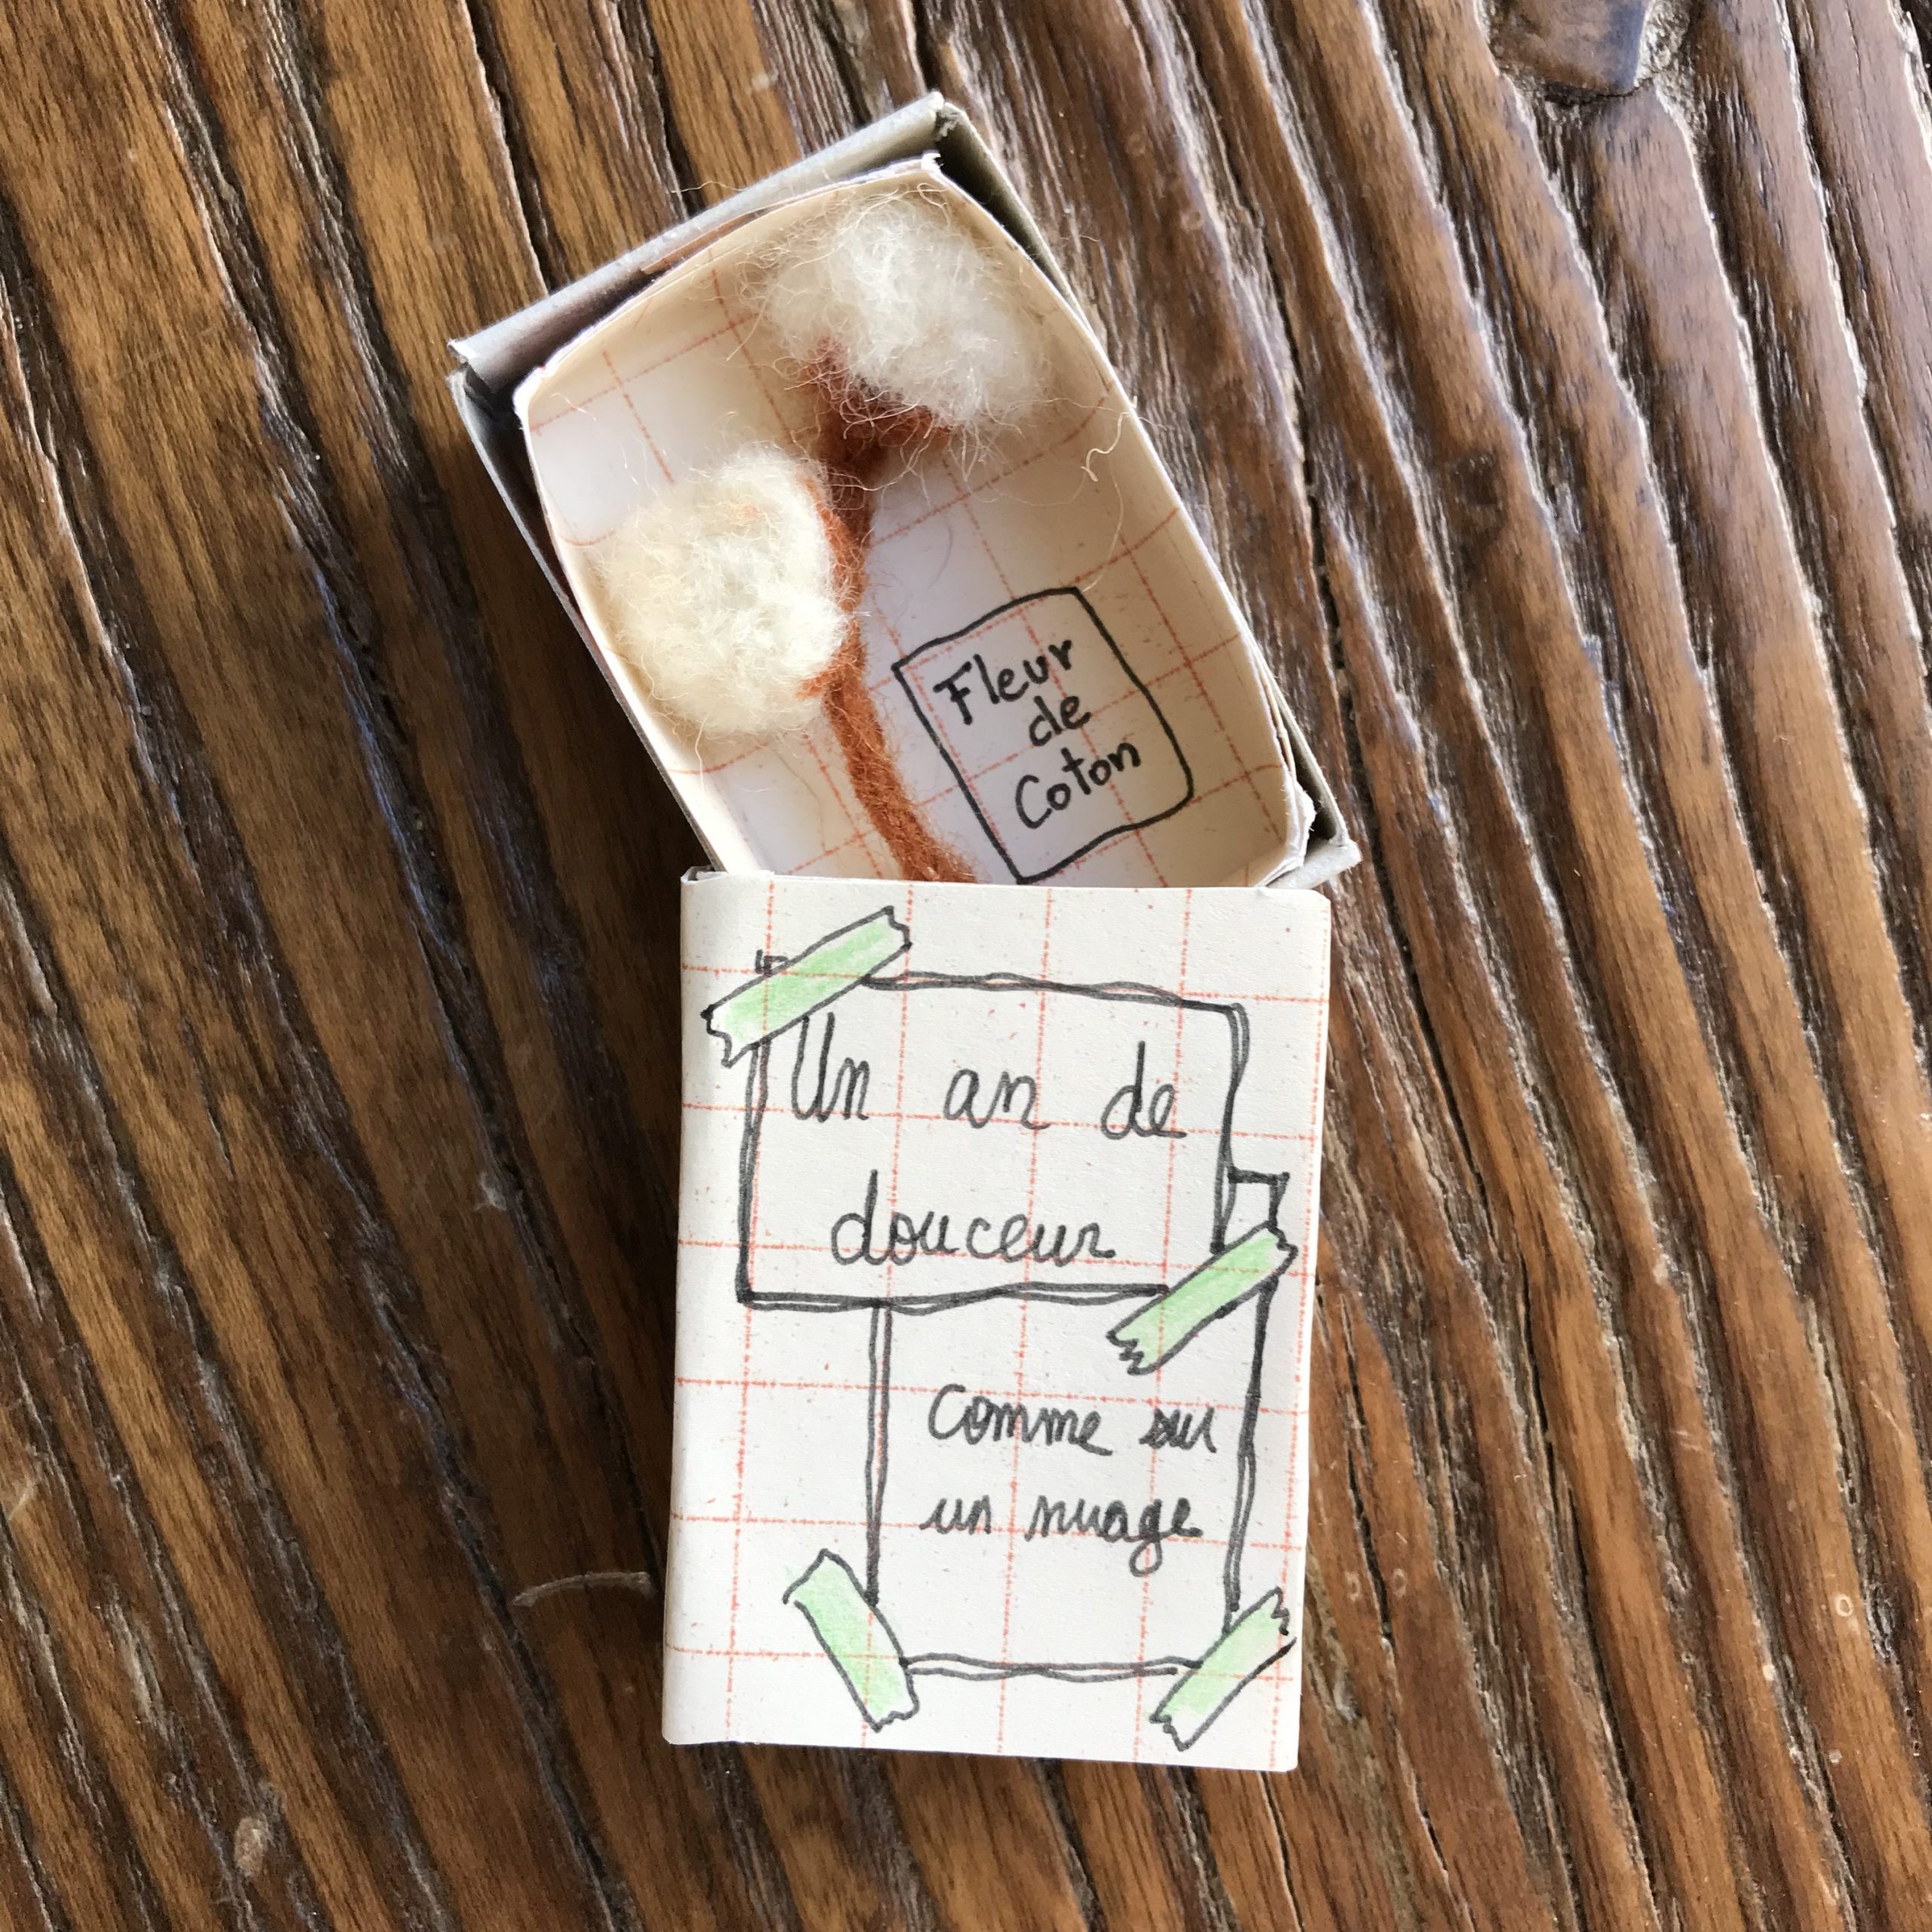 Fleur
de
Coton
Un an de
douceur
Comme sur
un nuage